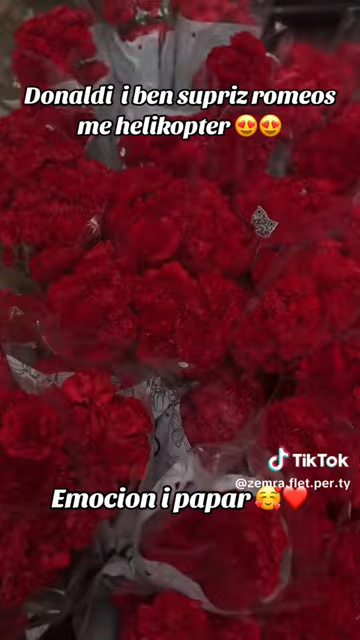 Donaldi i ben supriz romeos
me helikopter 😍😍
TikTok
@zemra.flet.per.ty
Emocion i papar 🥰❤️